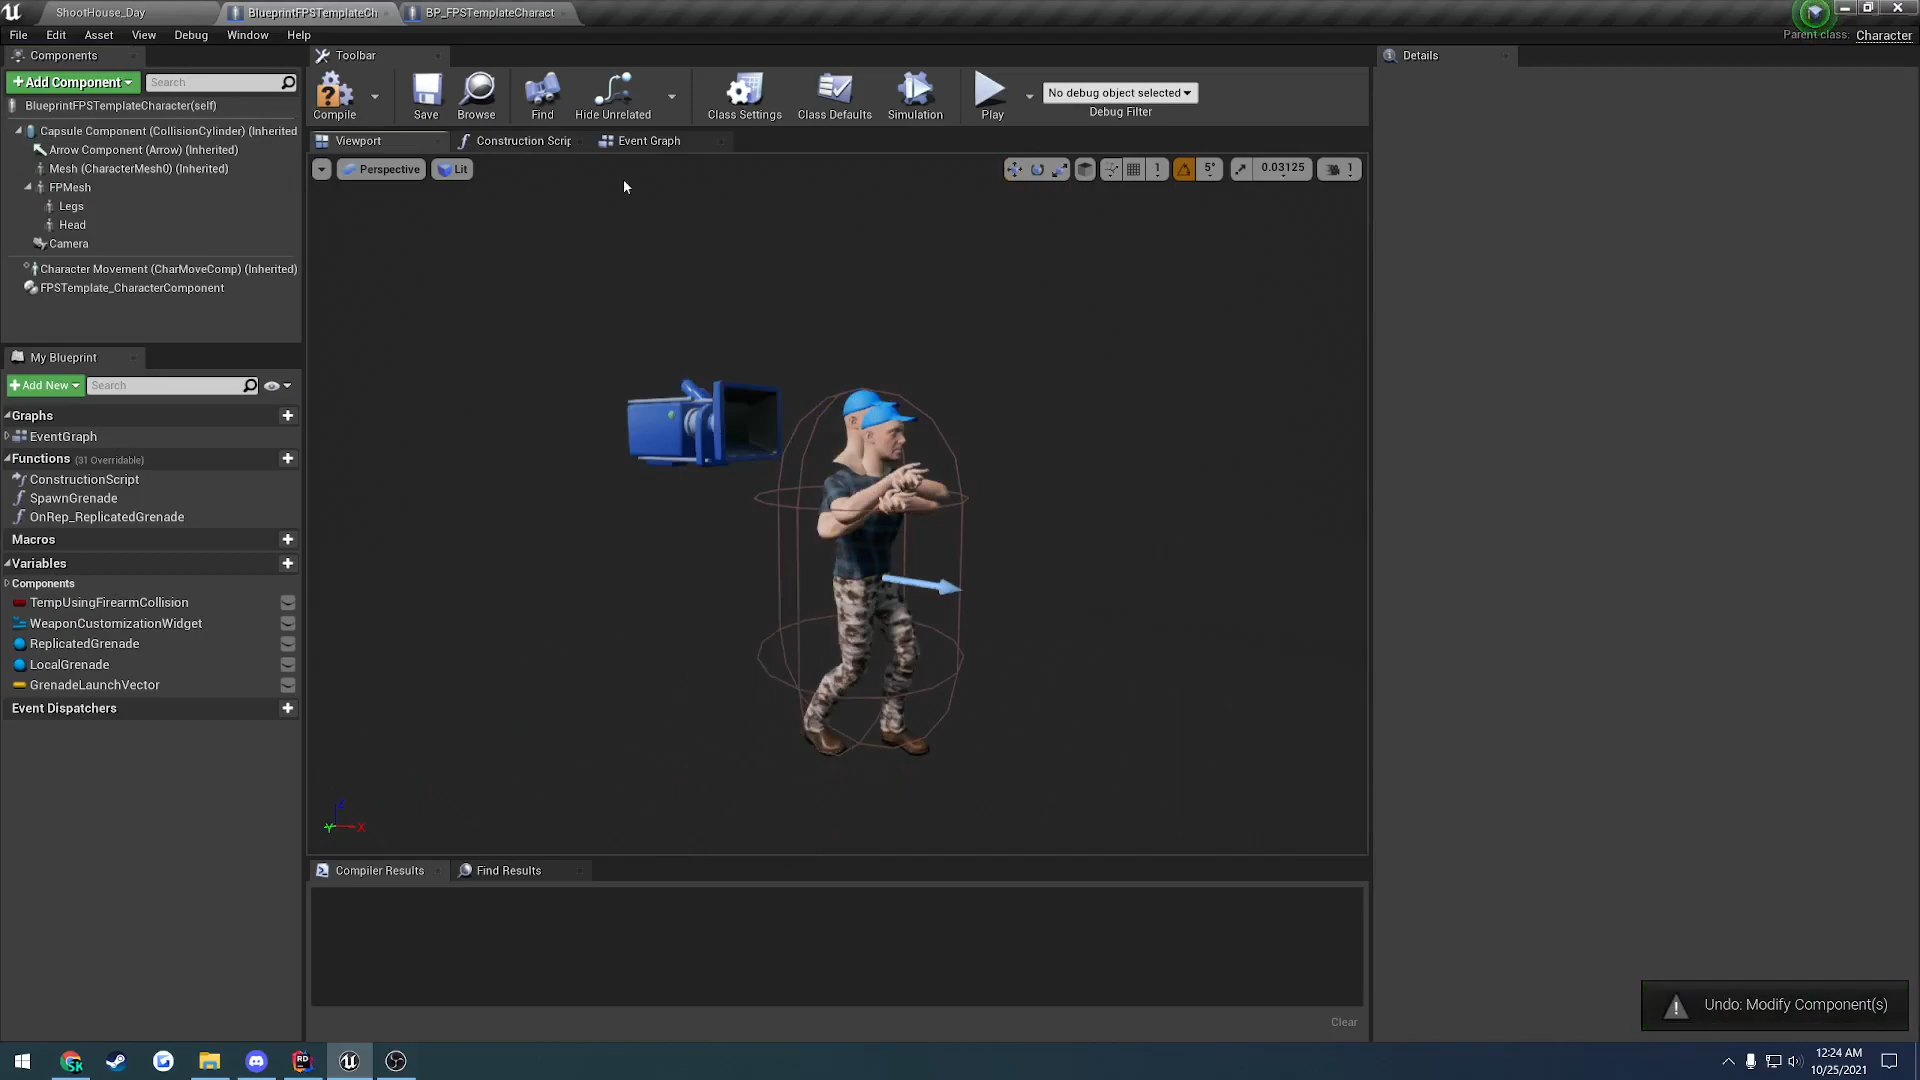 ShootHouse_Day
BlueprintFPSTemplateCh
BP_FPSTemplateCharact
File Edit Asset View Debug Window Help
Parent class: Character
Components
+Add Component
Search
BlueprintFPSTemplateCharacter(self)
Capsule Component (CollisionCylinder) (Inherited
Arrow Component (Arrow) (Inherited)
Mesh (CharacterMesh0) (Inherited)
FPMesh
Legs
Head
Camera
Character Movement (CharMoveComp) (Inherited)
FPSTemplate_CharacterComponent
Toolbar
Compile
Save
Browse
Find
Hide Unrelated
Class Settings
Class Defaults
Simulation
Play
No debug object selected
Debug Filter
Details
Viewport
Construction Scrip
Event Graph
Perspective
Lit
1
5°
0.03125
1
X
Y
Z
My Blueprint
+Add New
Search
Graphs
EventGraph
Functions (31 Overridable)
ConstructionScript
SpawnGrenade
OnRep_ReplicatedGrenade
Macros
Variables
Components
TempUsingFirearmCollision
WeaponCustomizationWidget
ReplicatedGrenade
LocalGrenade
GrenadeLaunchVector
Event Dispatchers
Compiler Results
Find Results
Clear
Undo: Modify Component(s)
Sk
RD
12:24 AM
10/25/2021